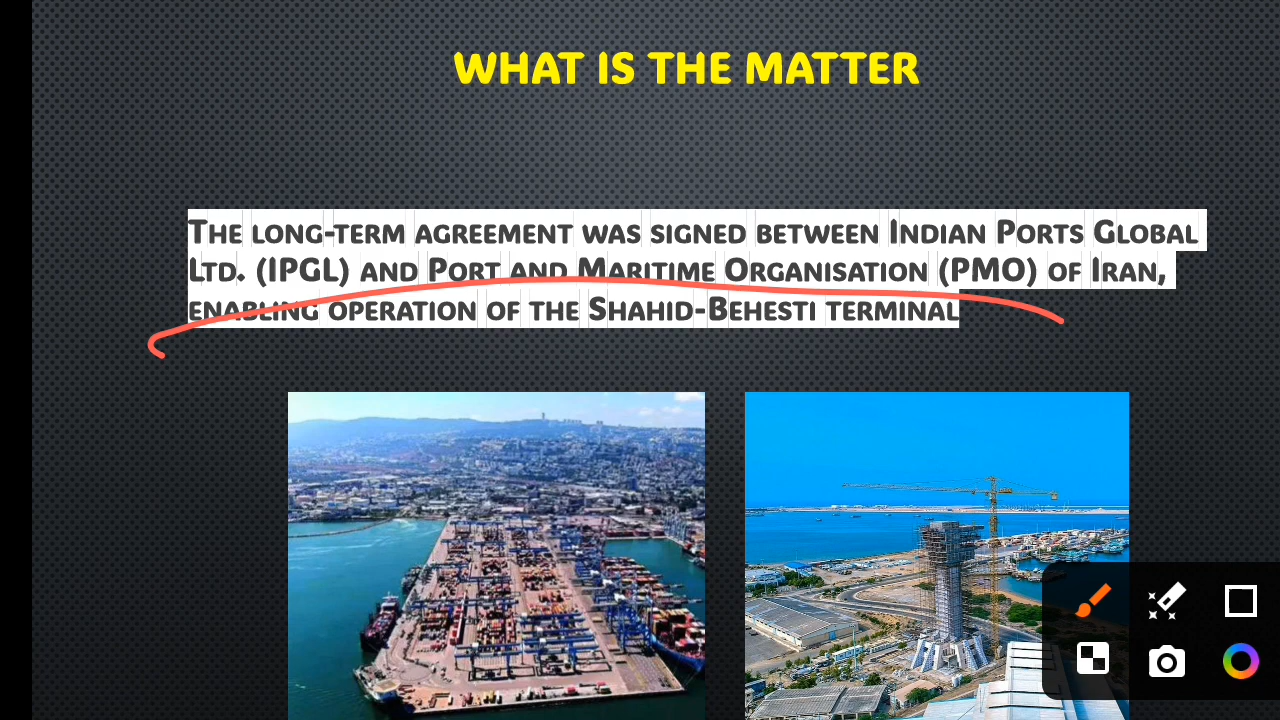 WHAT IS THE MATTER
The long-term agreement was signed between Indian Ports Global
Ltd. (IPGL) and Port and Maritime Organisation (PMO) of Iran,
enabling operation of the Shahid-Behesti terminal